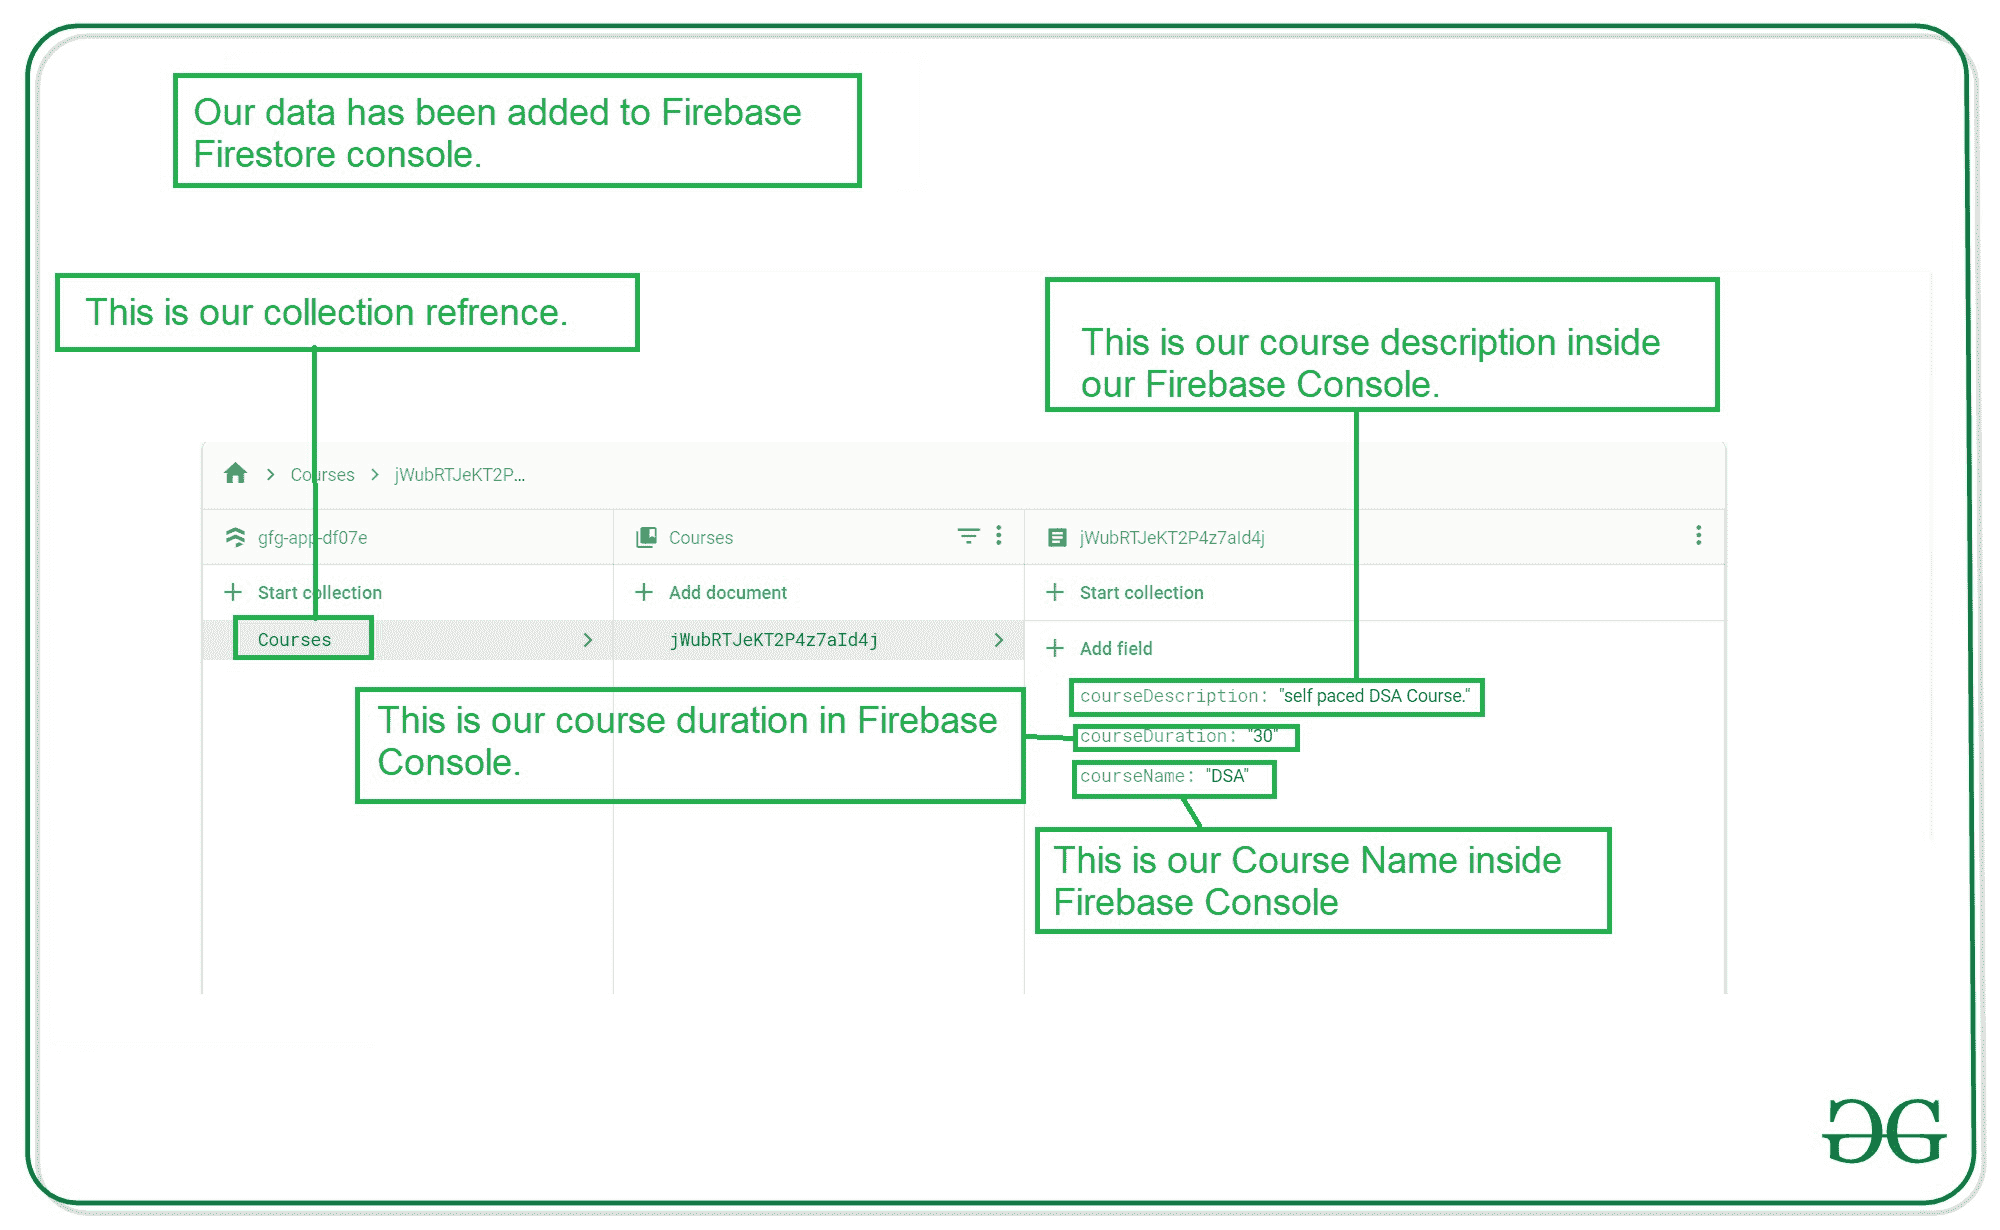 Our data has been added to Firebase
Firestore console.
This is our collection refrence.
This is our course description inside
our Firebase Console.
Courses
jWubRTJeKT2P...
gfg-app-df07e
Courses
jWubRTJeKT2P4z7aId4j
Start collection
Add document
Start collection
Courses
jWubRTJeKT2P4z7aId4j
Add field
courseDescription: "self paced DSA Course."
This is our course duration in Firebase
Console.
courseDuration: "30"
courseName: "DSA"
This is our Course Name inside
Firebase Console